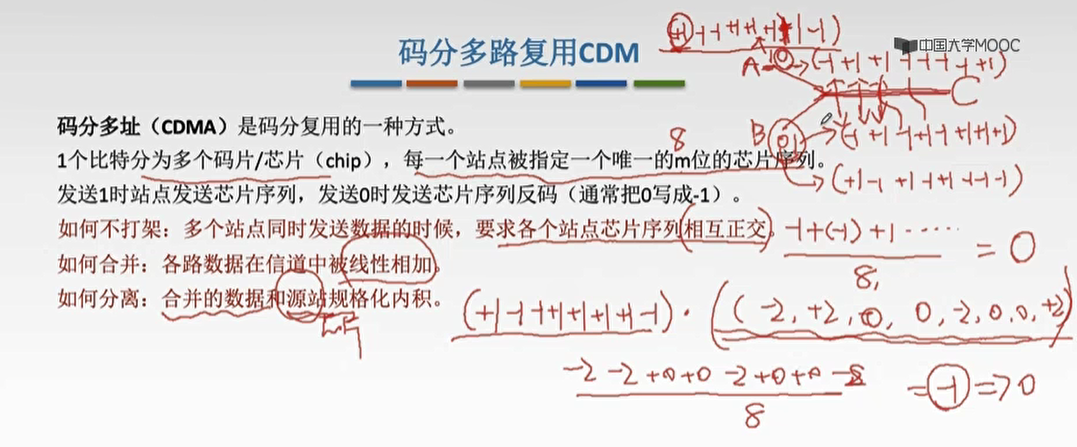 码分多路复用CDM
中国大学MOOC
(+1 -1 -1 +1 +1 +1 +1 -1)
A 10 → (-1 +1 +1 -1 -1 -1 -1 +1)
C
码分多址（CDMA）是码分复用的一种方式。
B 01 → (-1 +1 -1 +1 -1 +1 +1 +1)
8
1个比特分为多个码片/芯片（chip），每一个站点被指定一个唯一的m位的芯片序列。
→ (+1 -1 +1 -1 +1 -1 -1 -1)
发送1时站点发送芯片序列，发送0时发送芯片序列反码（通常把0写成-1）。
如何不打架：多个站点同时发送数据的时候，要求各个站点芯片序列相互正交。
-1+(-1)+1…… = 0
8
如何合并：各路数据在信道中被线性相加。
如何分离：合并的数据和源站规格化内积。
(+1 -1 -1 +1 +1 +1 +1 -1) · (-2, +2, 0, 0, -2, 0, 0, +2)
-2 -2 +0 +0 -2 +0 +0 -2 = -1 => 0
8